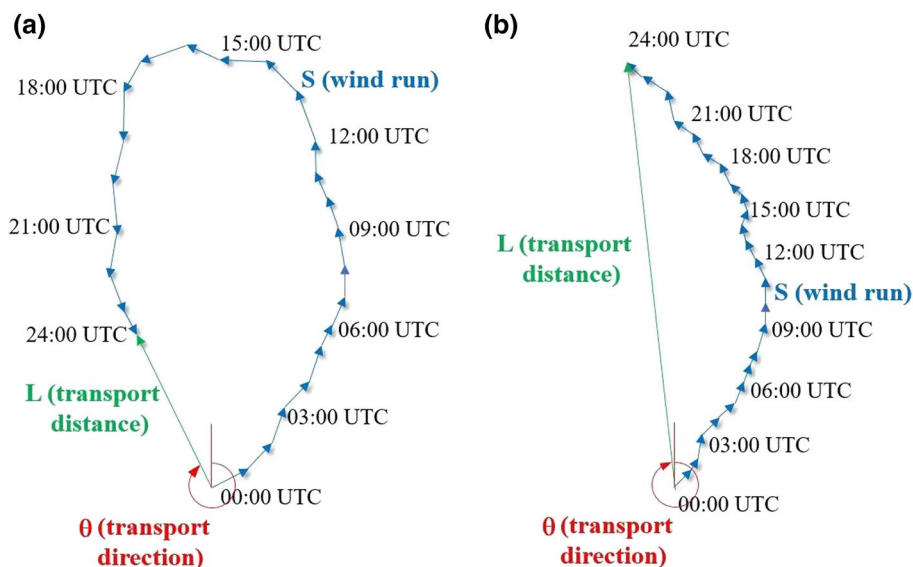 (a)
15:00 UTC
S (wind run)
18:00 UTC
12:00 UTC
21:00 UTC
09:00 UTC
24:00 UTC
06:00 UTC
L (transport
distance)
03:00 UTC
00:00 UTC
θ (transport
direction)
(b)
24:00 UTC
21:00 UTC
18:00 UTC
15:00 UTC
L (transport
distance)
12:00 UTC
S (wind run)
09:00 UTC
06:00 UTC
03:00 UTC
00:00 UTC
θ (transport
direction)